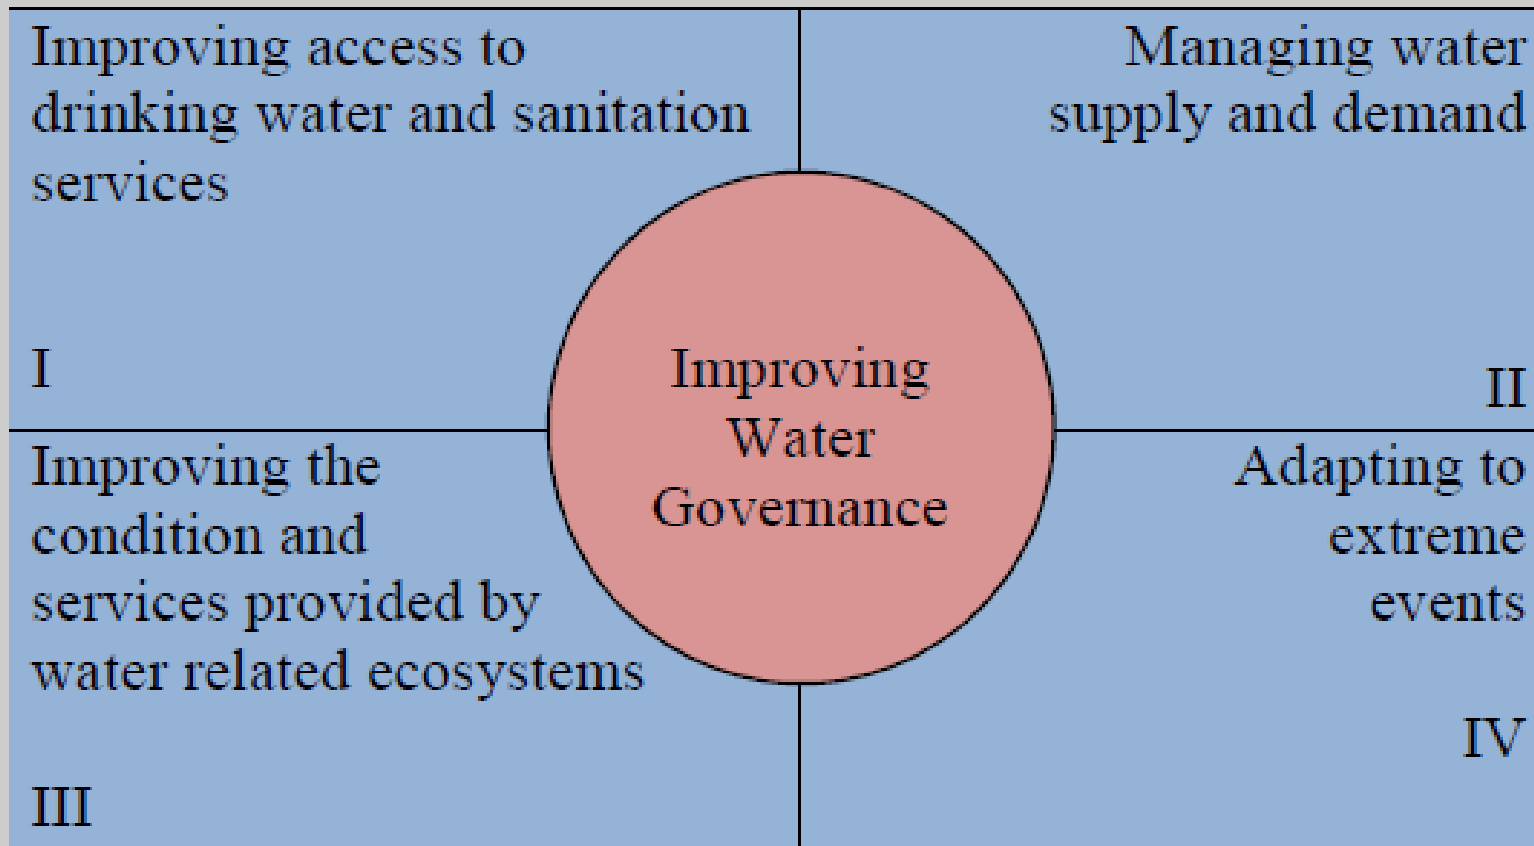 Improving access to
drinking water and sanitation
services
I
Managing water
supply and demand
II
Improving
Water
Governance
Improving the
condition and
services provided by
water related ecosystems
III
Adapting to
extreme
events
IV